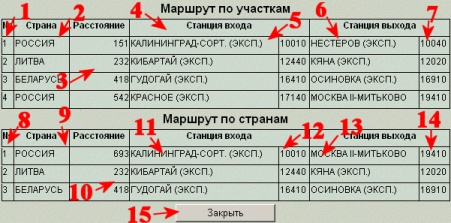 Маршрут по участкам
1 2 4 5 6 7
№ Страна Расстояние Станция входа Станция выхода
1 РОССИЯ 151 КАЛИНИНГРАД-СОРТ. (ЭКСП.) 10010 НЕСТЕРОВ (ЭКСП.) 10040
2 ЛИТВА 3 232 КИБАРТАЙ (ЭКСП.) 12440 КЯНА (ЭКСП.) 12020
3 БЕЛАРУСЬ 418 ГУДОГАЙ (ЭКСП.) 16410 ОСИНОВКА (ЭКСП.) 16910
4 РОССИЯ 542 КРАСНОЕ (ЭКСП.) 17140 МОСКВА II-МИТЬКОВО 19410
Маршрут по странам
8 9 11 12 13 14
№ Страна Расстояние Станция входа Станция выхода
1 РОССИЯ 693 КАЛИНИНГРАД-СОРТ. (ЭКСП.) 10010 МОСКВА II-МИТЬКОВО 19410
2 ЛИТВА 232 КИБАРТАЙ (ЭКСП.) 12440 КЯНА (ЭКСП.) 12020
3 БЕЛАРУСЬ 10 418 ГУДОГАЙ (ЭКСП.) 16410 ОСИНОВКА (ЭКСП.) 16910
15 Закрыть